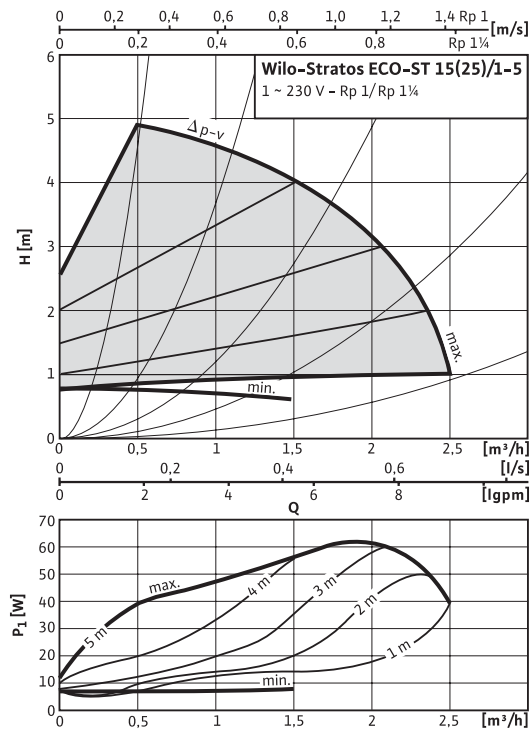 0 0,2 0,4 0,6 0,8 1,0 1,2 1,4 Rp 1
[m/s]
0 0,2 0,4 0,6 0,8 Rp 1¼
Wilo-Stratos ECO-ST 15(25)/1-5
1 ~ 230 V - Rp 1/Rp 1¼
6
5
4
3
2
1
0
H [m]
Δp-v
max.
min.
0 0,5 1,0 1,5 2 2,5 [m³/h]
0 0,2 0,4 0,6 [l/s]
0 2 4 6 8 [Igpm]
Q
70
60
50
40
30
20
10
0
P₁ [W]
max.
5 m
4 m
3 m
2 m
1 m
min.
0 0,5 1 1,5 2 2,5 [m³/h]